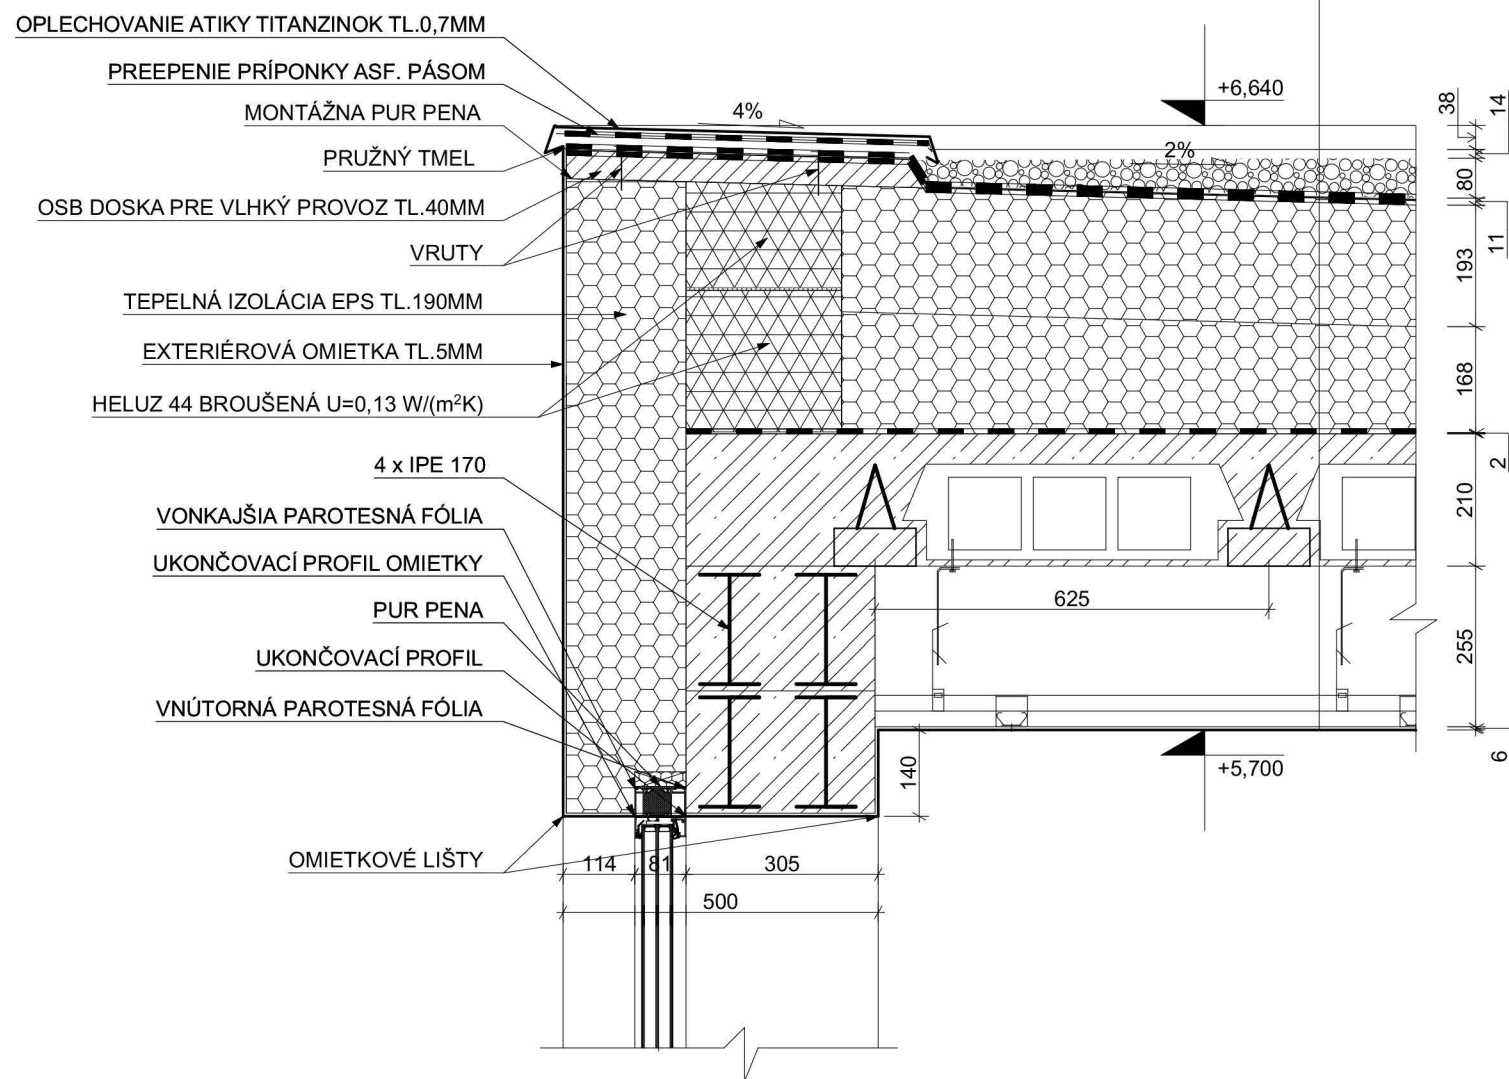 OPLECHOVANIE ATIKY TITANZINOK TL.0,7MM
PREEPENIE PRÍPONKY ASF. PÁSOM
MONTÁŽNA PUR PENA
PRUŽNÝ TMEL
OSB DOSKA PRE VLHKÝ PROVOZ TL.40MM
VRUTY
TEPELNÁ IZOLÁCIA EPS TL.190MM
EXTERIÉROVÁ OMIETKA TL.5MM
HELUZ 44 BROUŠENÁ U=0,13 W/(m²K)
4 x IPE 170
VONKAJŠIA PAROTESNÁ FÓLIA
UKONČOVACÍ PROFIL OMIETKY
PUR PENA
UKONČOVACÍ PROFIL
VNÚTORNÁ PAROTESNÁ FÓLIA
OMIETKOVÉ LIŠTY
4%
2%
+6,640
38
14
80
193
11
168
2
210
255
6
625
+5,700
140
114
81
305
500